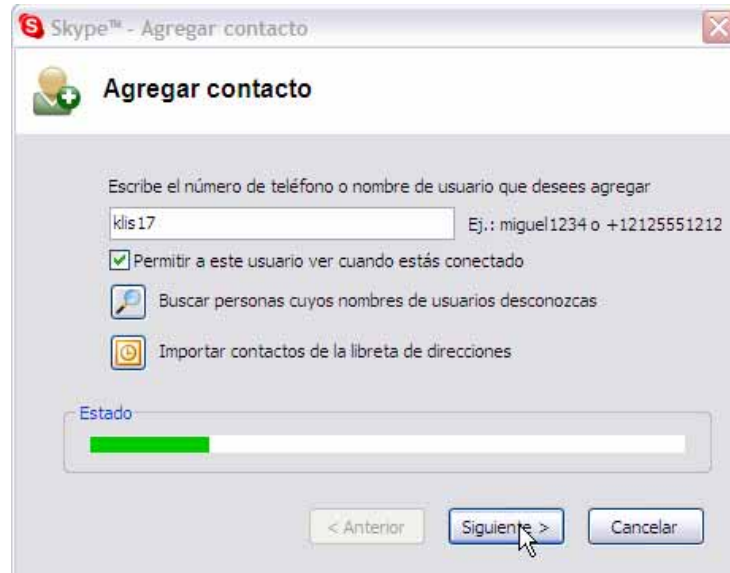 Skype™ - Agregar contacto
Agregar contacto
Escribe el número de teléfono o nombre de usuario que desees agregar
klis17 Ej.: miguel1234 o +12125551212
Permitir a este usuario ver cuando estás conectado
Buscar personas cuyos nombres de usuarios desconozcas
Importar contactos de la libreta de direcciones
Estado
< Anterior Siguiente > Cancelar